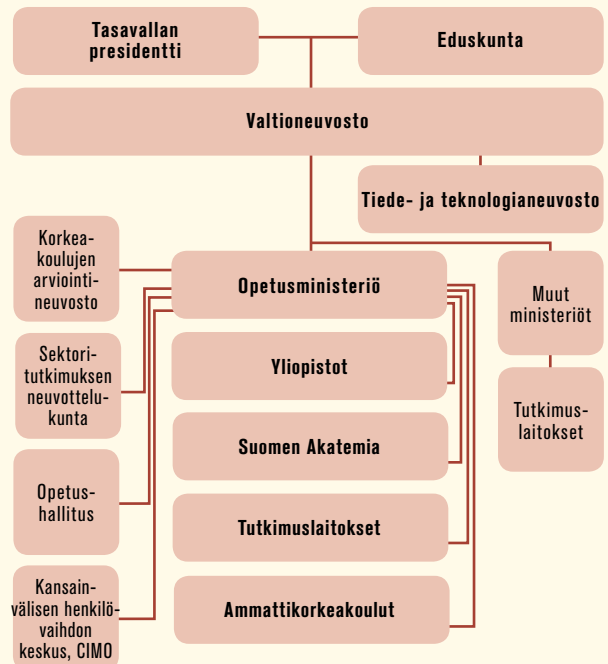 Tasavallan
presidentti
Eduskunta
Valtioneuvosto
Tiede- ja teknologianeuvosto
Korkea-
koulujen
arviointi-
neuvosto
Opetusministeriö
Muut
ministeriöt
Sektori-
tutkimuksen
neuvottelu-
kunta
Yliopistot
Tutkimus-
laitokset
Suomen Akatemia
Opetus-
hallitus
Tutkimuslaitokset
Kansain-
välisen henkilö-
vaihdon
keskus, CIMO
Ammattikorkeakoulut